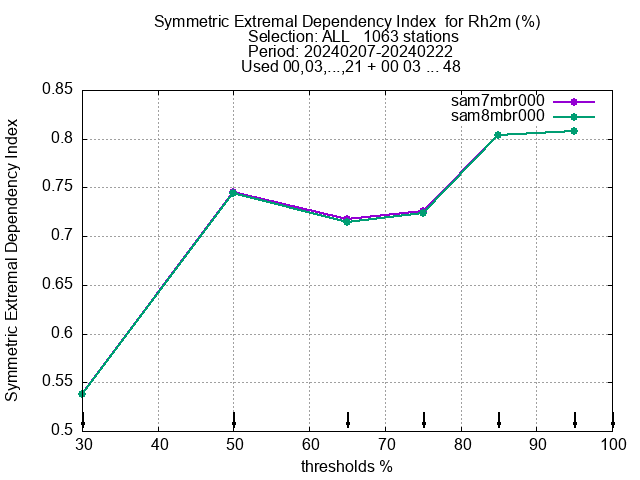 Symmetric Extremal Dependency Index  for Rh2m (%)
Selection: ALL   1063 stations
Period: 20240207-20240222
Used 00,03,...,21 + 00 03 ... 48
sam7mbr000
sam8mbr000
Symmetric Extremal Dependency Index
0.85
0.8
0.75
0.7
0.65
0.6
0.55
0.5
30 40 50 60 70 80 90 100
thresholds %